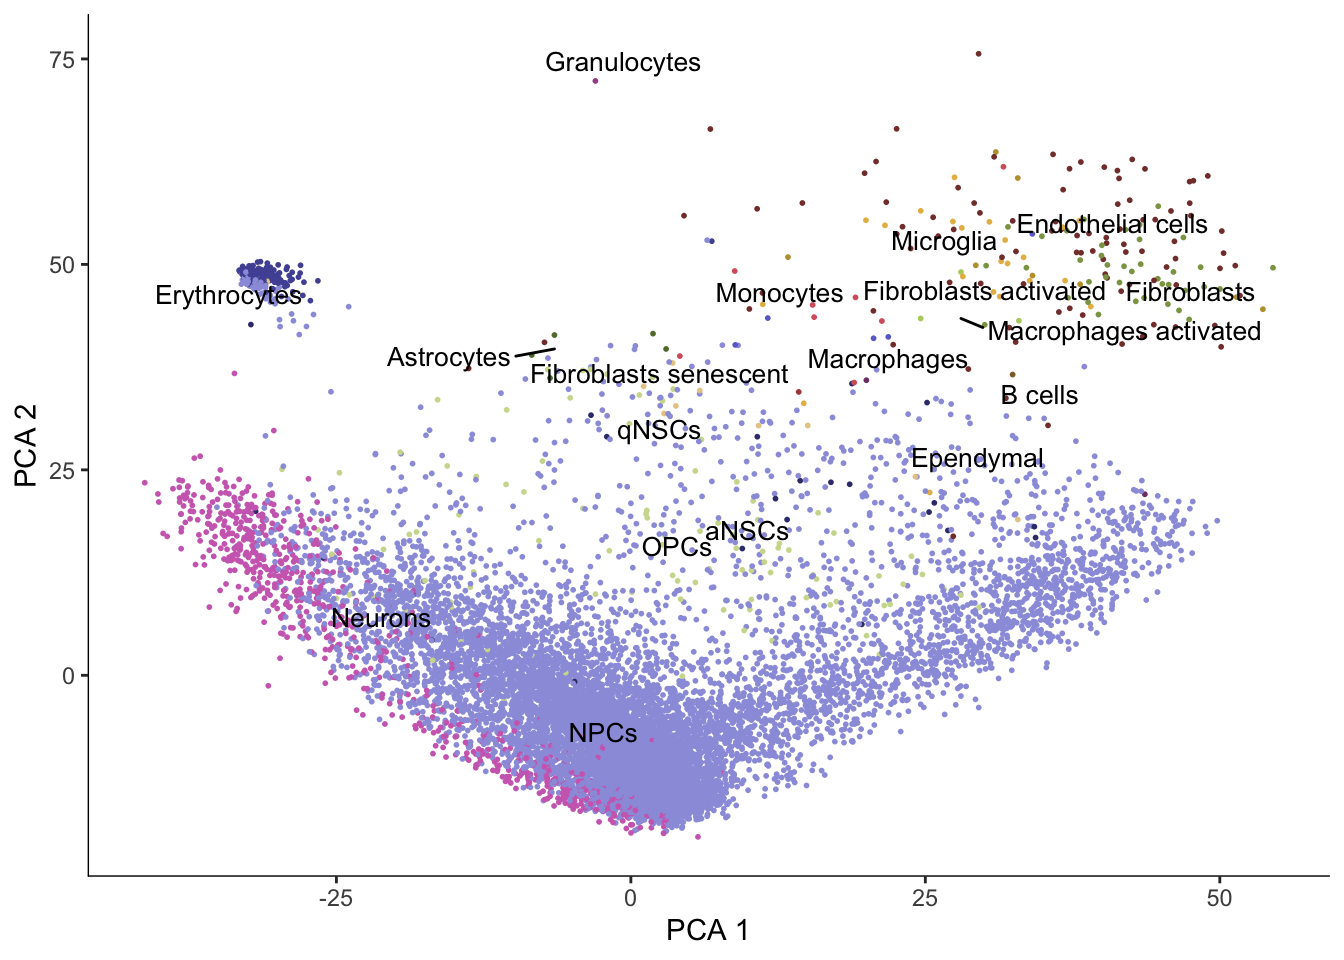 75
50
25
0
PCA 2
Granulocytes
Endothelial cells
Microglia
Erythrocytes
Monocytes
Fibroblasts activated
Fibroblasts
Macrophages activated
Astrocytes
Macrophages
Fibroblasts senescent
B cells
qNSCs
Ependymal
aNSCs
OPCs
Neurons
NPCs
-25
0
25
50
PCA 1